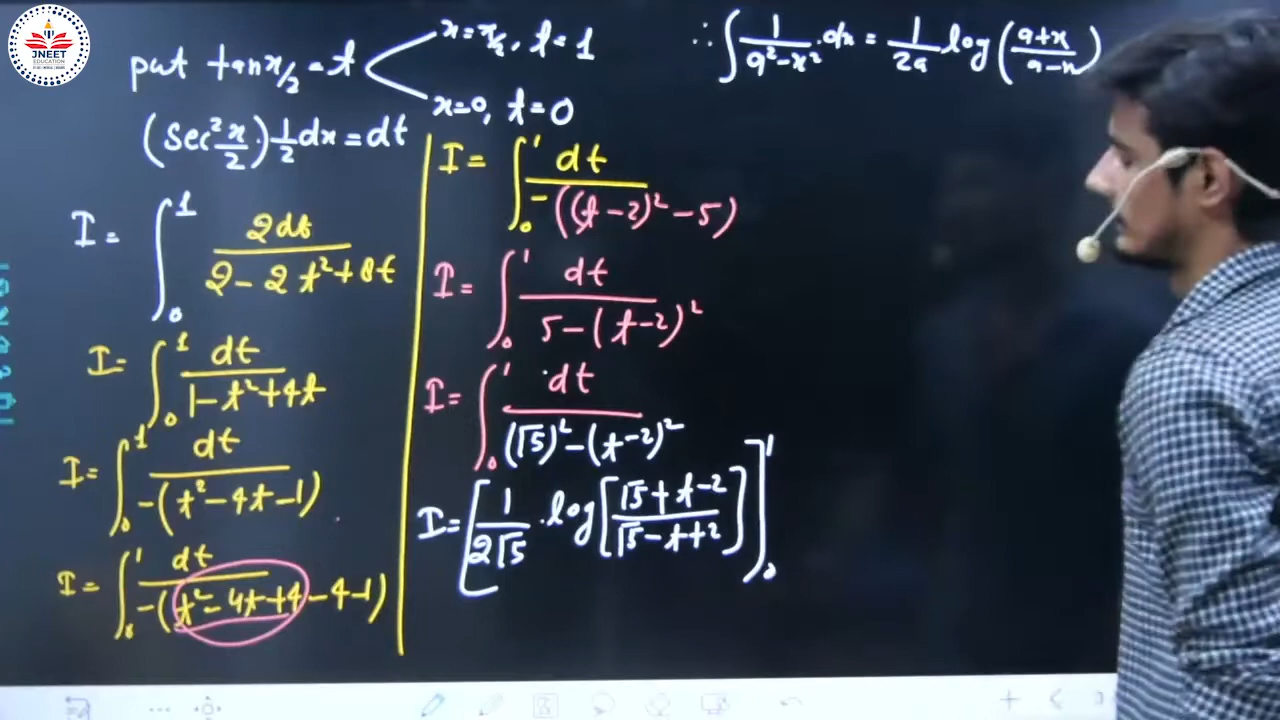 JNEET
EDUCATION
put tan x/2 = t
x = π/2, t = 1
x=0, t = 0
(sec² x/2)·1/2 dx = dt
I = ∫₀¹ 2dt / (2 - 2t² + 8t)
I = ∫₀¹ dt / (1 - t² + 4t)
I = ∫₀¹ dt / -(t² - 4t - 1)
I = ∫₀¹ dt / -(t² - 4t + 4 - 4 - 1)
∴ ∫ 1/(a² - x²) · dx = 1/2a log((a+x)/(a-x))
I = ∫₀¹ dt / -((t - 2)² - 5)
I = ∫₀¹ dt / (5 - (t-2)²)
I = ∫₀¹ dt / ((√5)² - (t-2)²)
I = [1/2√5 · log[(√5 + t - 2)/(√5 - t + 2)]]₀¹